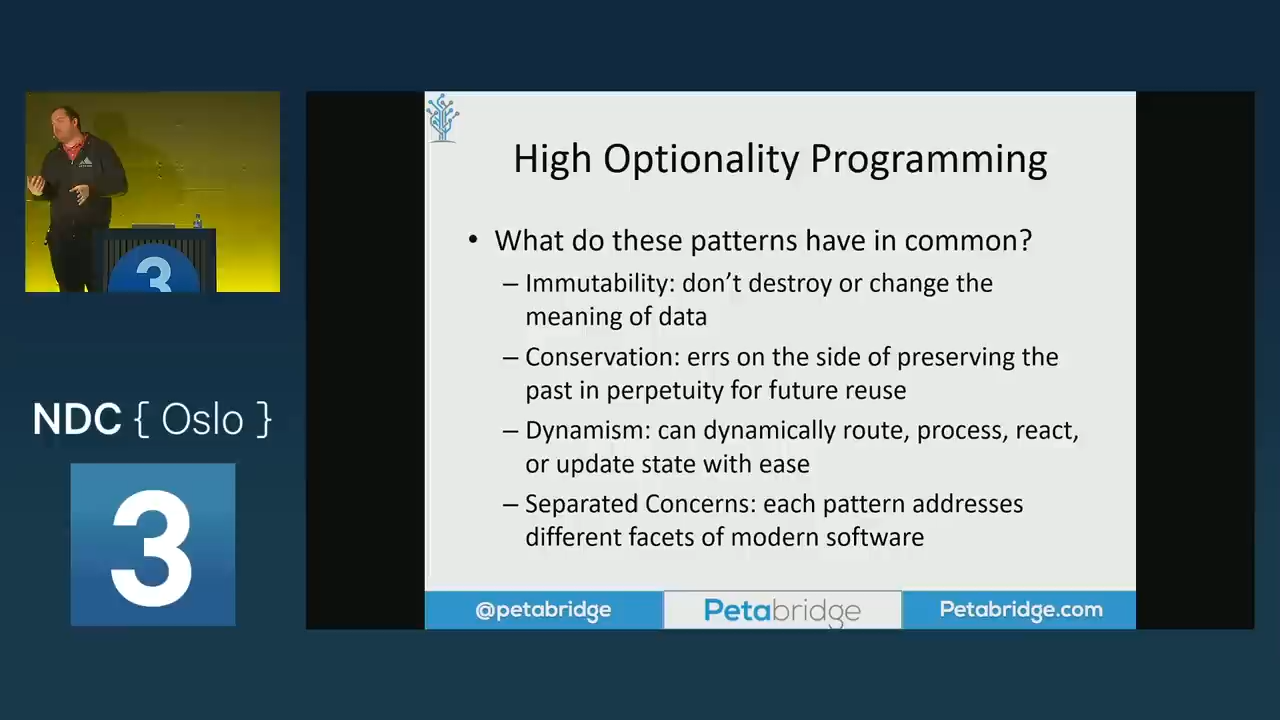 High Optionality Programming
• What do these patterns have in common?
– Immutability: don't destroy or change the
meaning of data
– Conservation: errs on the side of preserving the
past in perpetuity for future reuse
– Dynamism: can dynamically route, process, react,
or update state with ease
– Separated Concerns: each pattern addresses
different facets of modern software
@petabridge
Petabridge
Petabridge.com
3
NDC { Oslo }
3